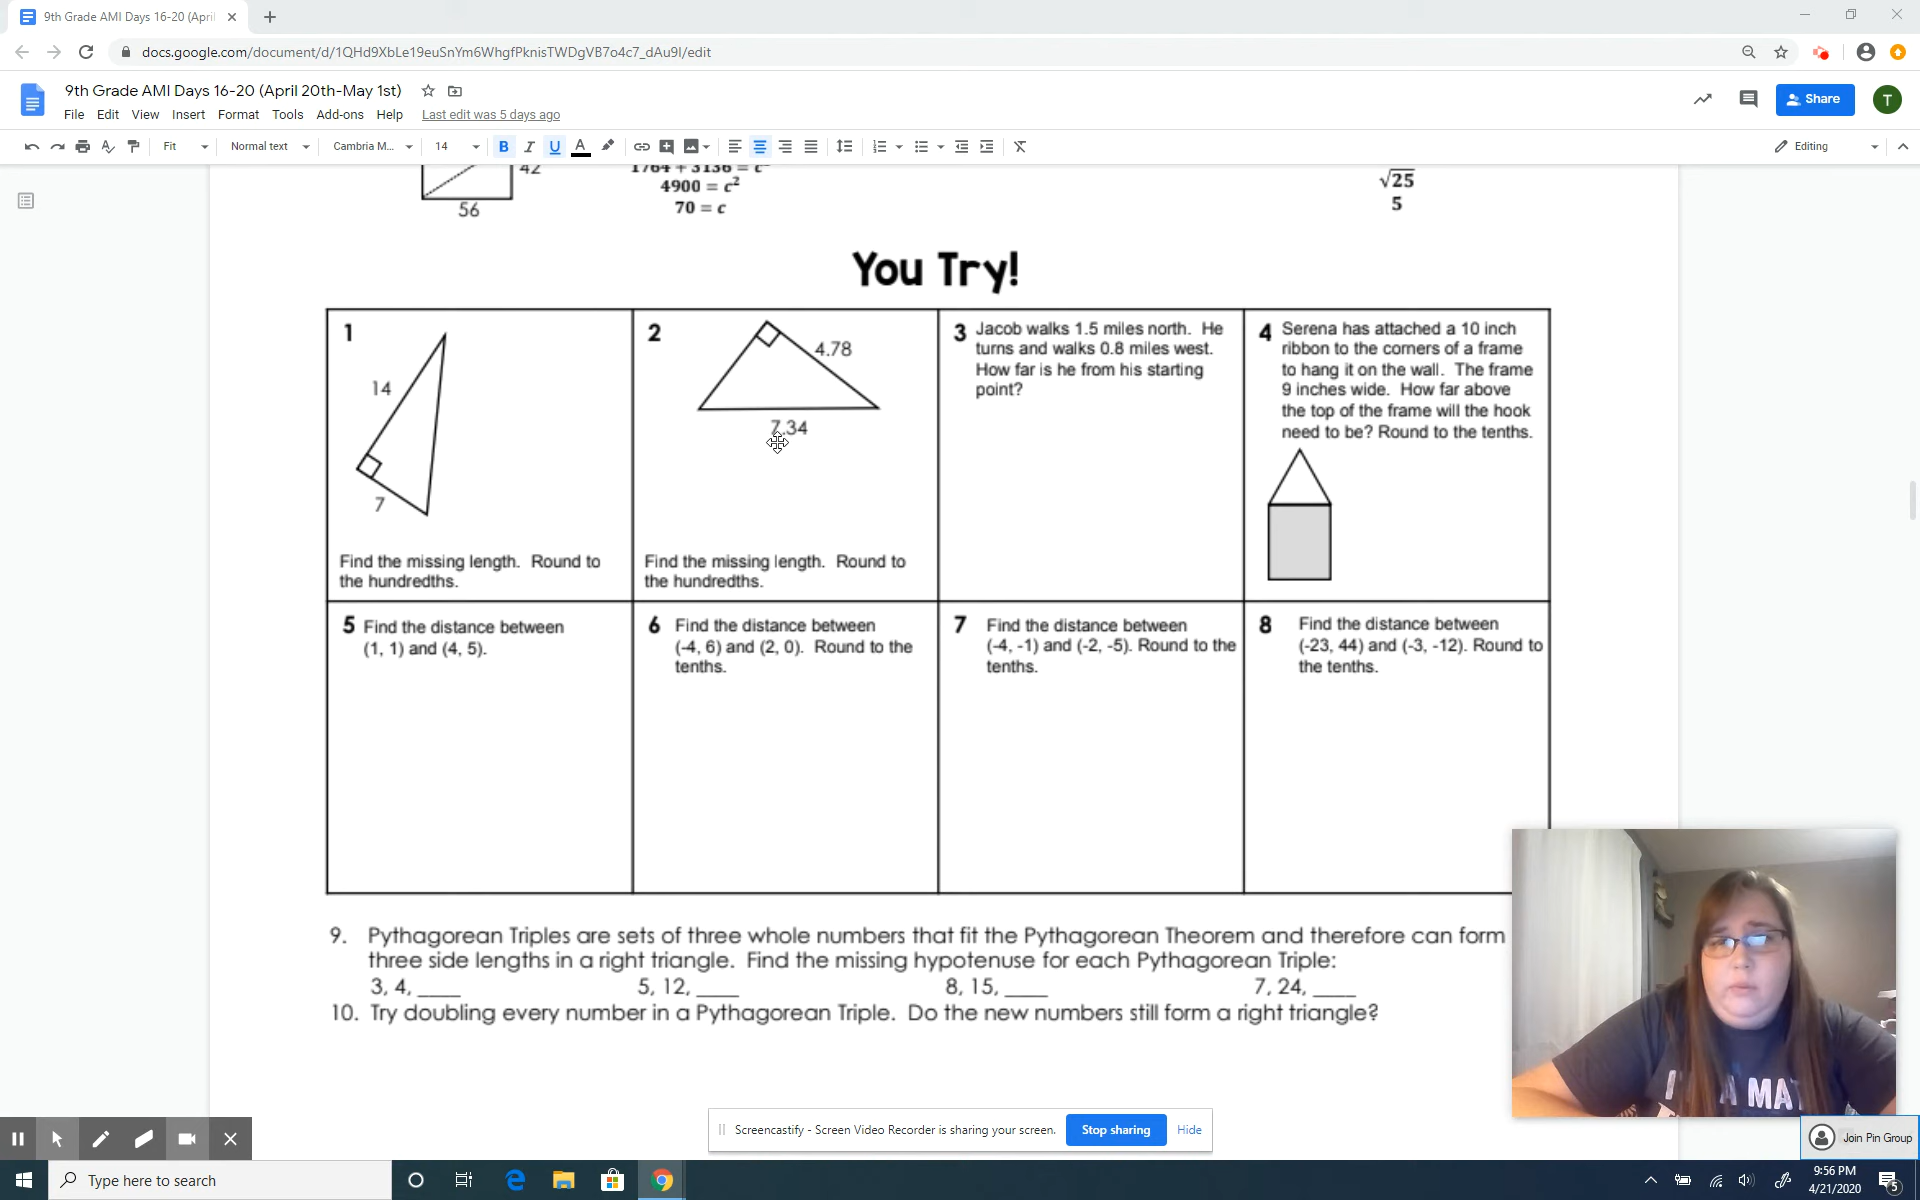 9th Grade AMI Days 16-20 (Apri
docs.google.com/document/d/1QHd9XbLe19euSnYm6WhgfPknisTWDgVB7o4c7_dAu9I/edit
9th Grade AMI Days 16-20 (April 20th-May 1st)
File Edit View Insert Format Tools Add-ons Help Last edit was 5 days ago
Share
T
Fit Normal text Cambria M... 14 B I U A Editing
42
56
1764 + 3136 = c
4900 = c²
70 = c
√25
5
You Try!
1
14
7
Find the missing length. Round to
the hundredths.
2
4.78
7.34
Find the missing length. Round to
the hundredths.
3 Jacob walks 1.5 miles north. He
turns and walks 0.8 miles west.
How far is he from his starting
point?
4 Serena has attached a 10 inch
ribbon to the corners of a frame
to hang it on the wall. The frame
9 inches wide. How far above
the top of the frame will the hook
need to be? Round to the tenths.
5 Find the distance between
(1, 1) and (4, 5).
6 Find the distance between
(-4, 6) and (2, 0). Round to the
tenths.
7 Find the distance between
(-4, -1) and (-2, -5). Round to the
tenths.
8 Find the distance between
(-23, 44) and (-3, -12). Round to
the tenths.
9. Pythagorean Triples are sets of three whole numbers that fit the Pythagorean Theorem and therefore can form
three side lengths in a right triangle. Find the missing hypotenuse for each Pythagorean Triple:
3, 4, ____ 5, 12, ____ 8, 15, ____ 7, 24, ____
10. Try doubling every number in a Pythagorean Triple. Do the new numbers still form a right triangle?
Screencastify - Screen Video Recorder is sharing your screen. Stop sharing Hide
Join Pin Group
Type here to search
9:56 PM
4/21/2020
5